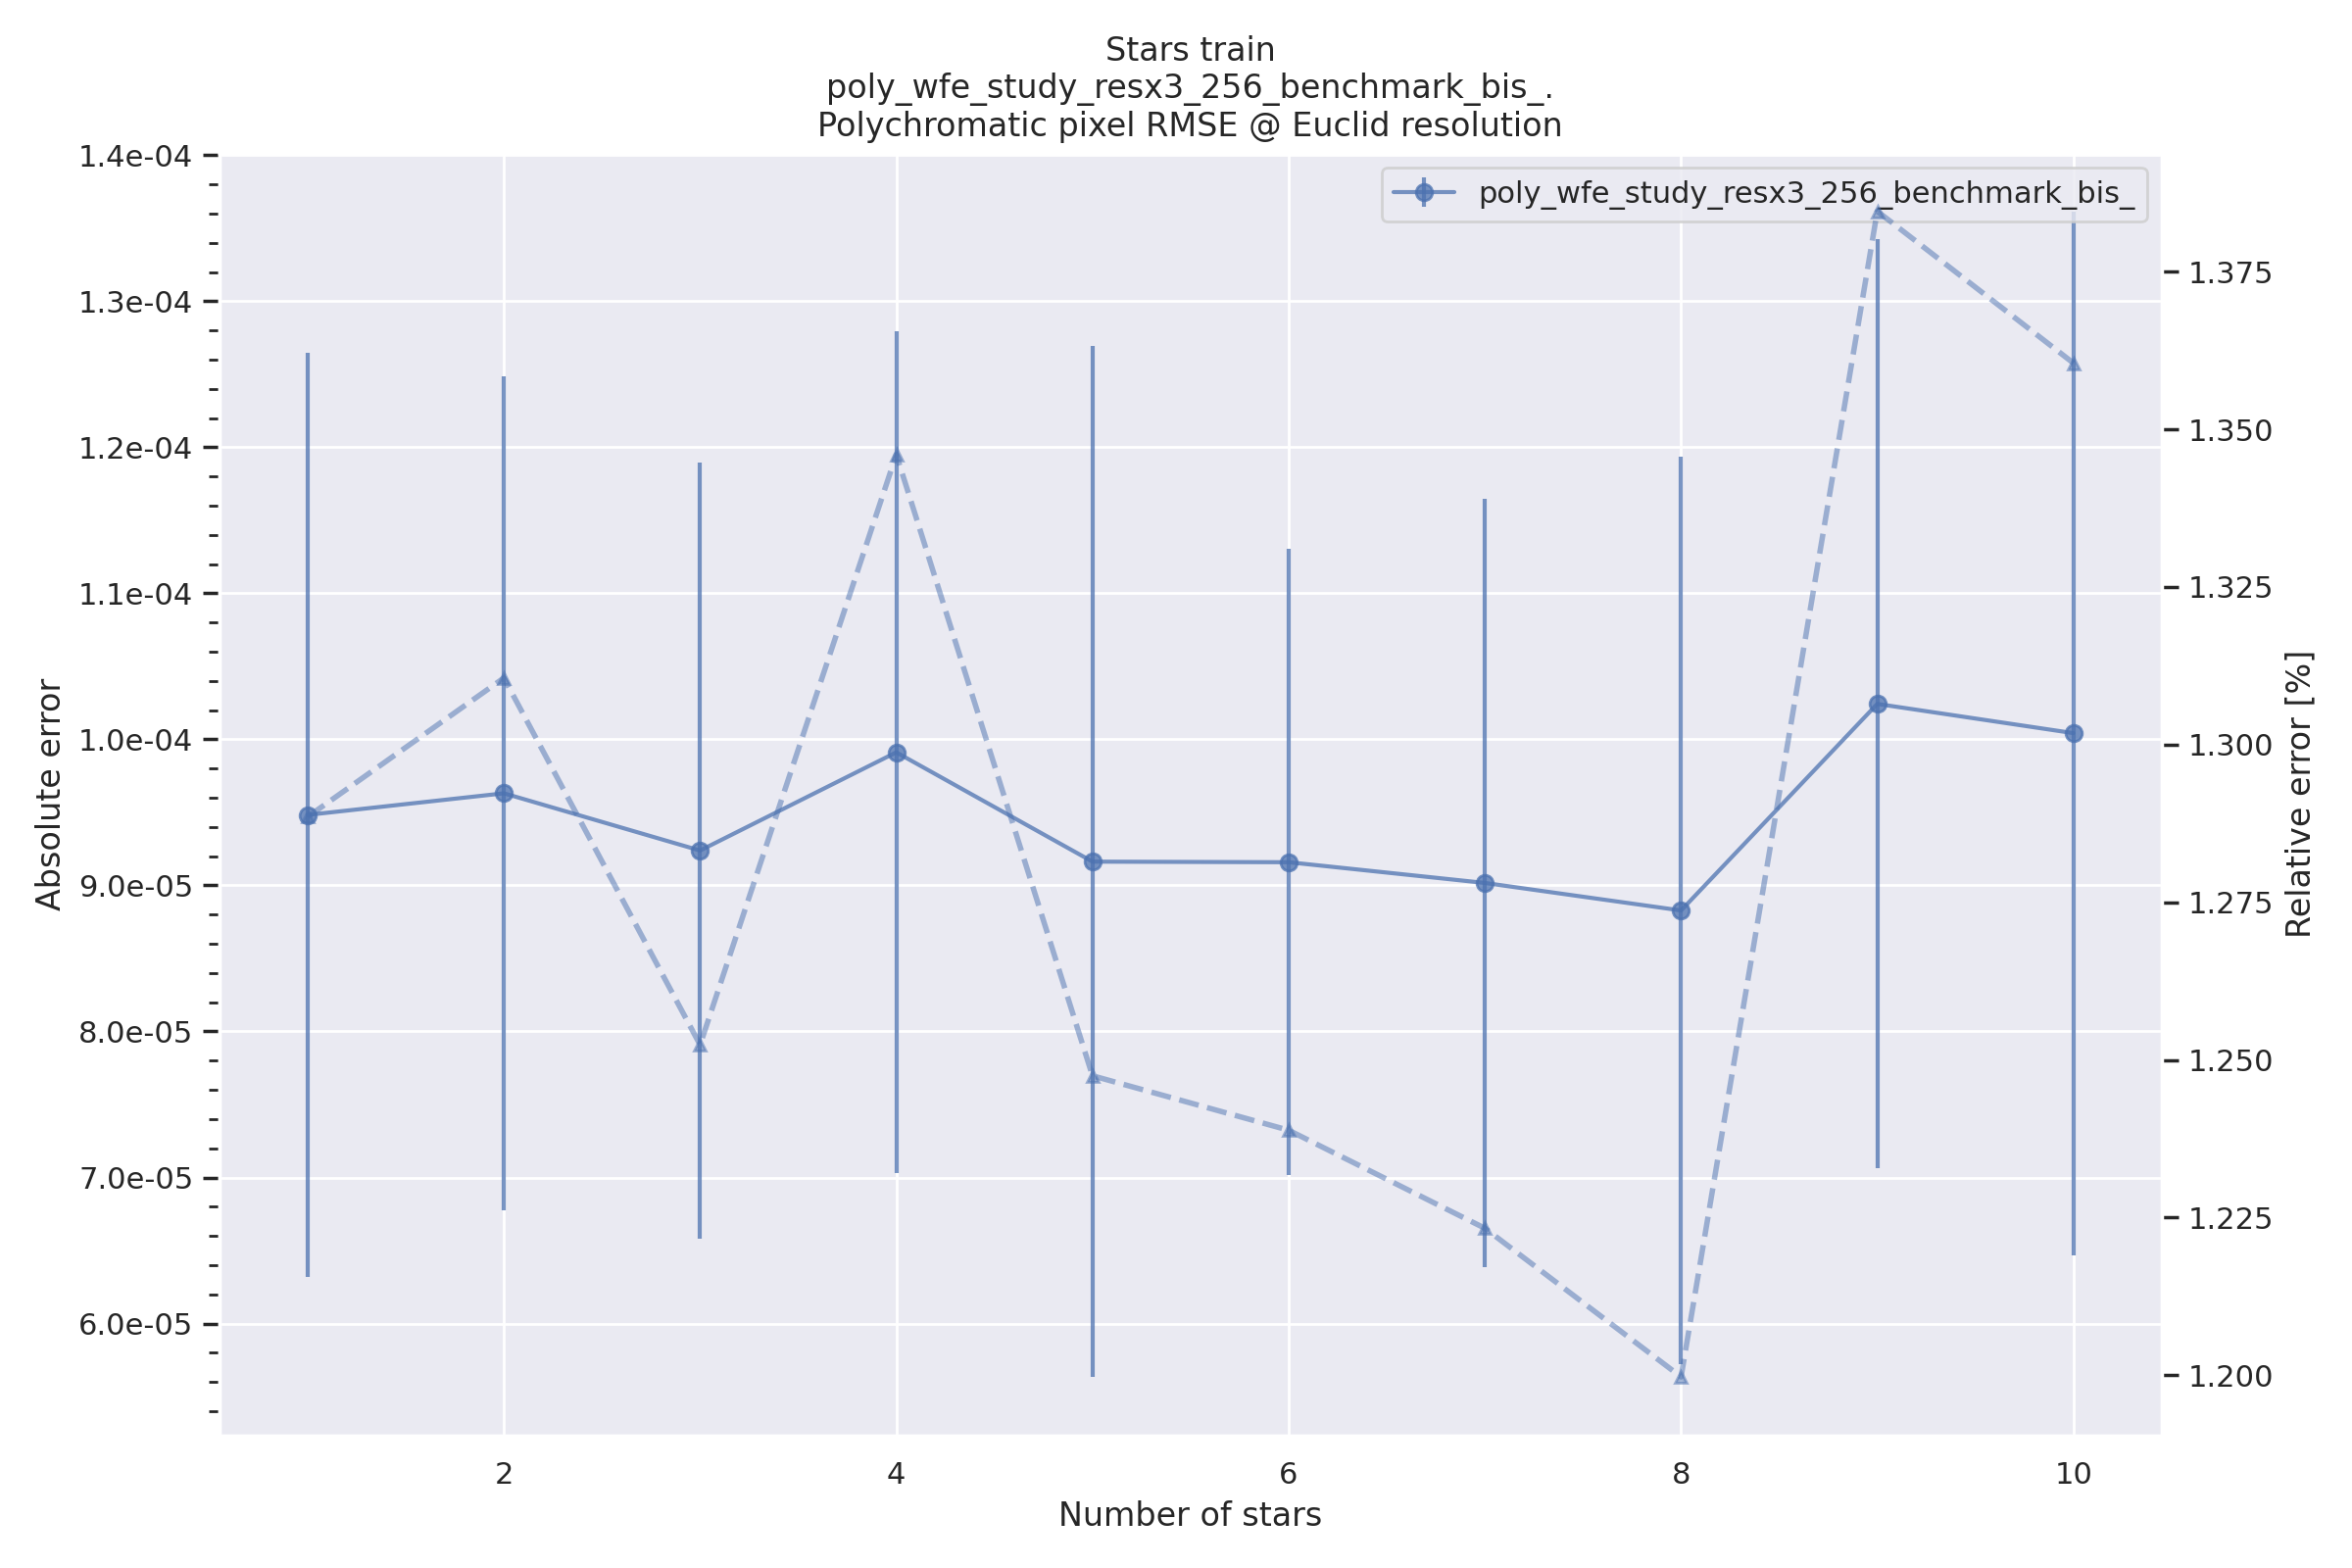 Stars train
poly_wfe_study_resx3_256_benchmark_bis_.
Polychromatic pixel RMSE @ Euclid resolution
poly_wfe_study_resx3_256_benchmark_bis_
1.4e-04
1.3e-04
1.2e-04
1.1e-04
1.0e-04
9.0e-05
8.0e-05
7.0e-05
6.0e-05
Absolute error
1.375
1.350
1.325
1.300
1.275
1.250
1.225
1.200
Relative error [%]
2 4 6 8 10
Number of stars